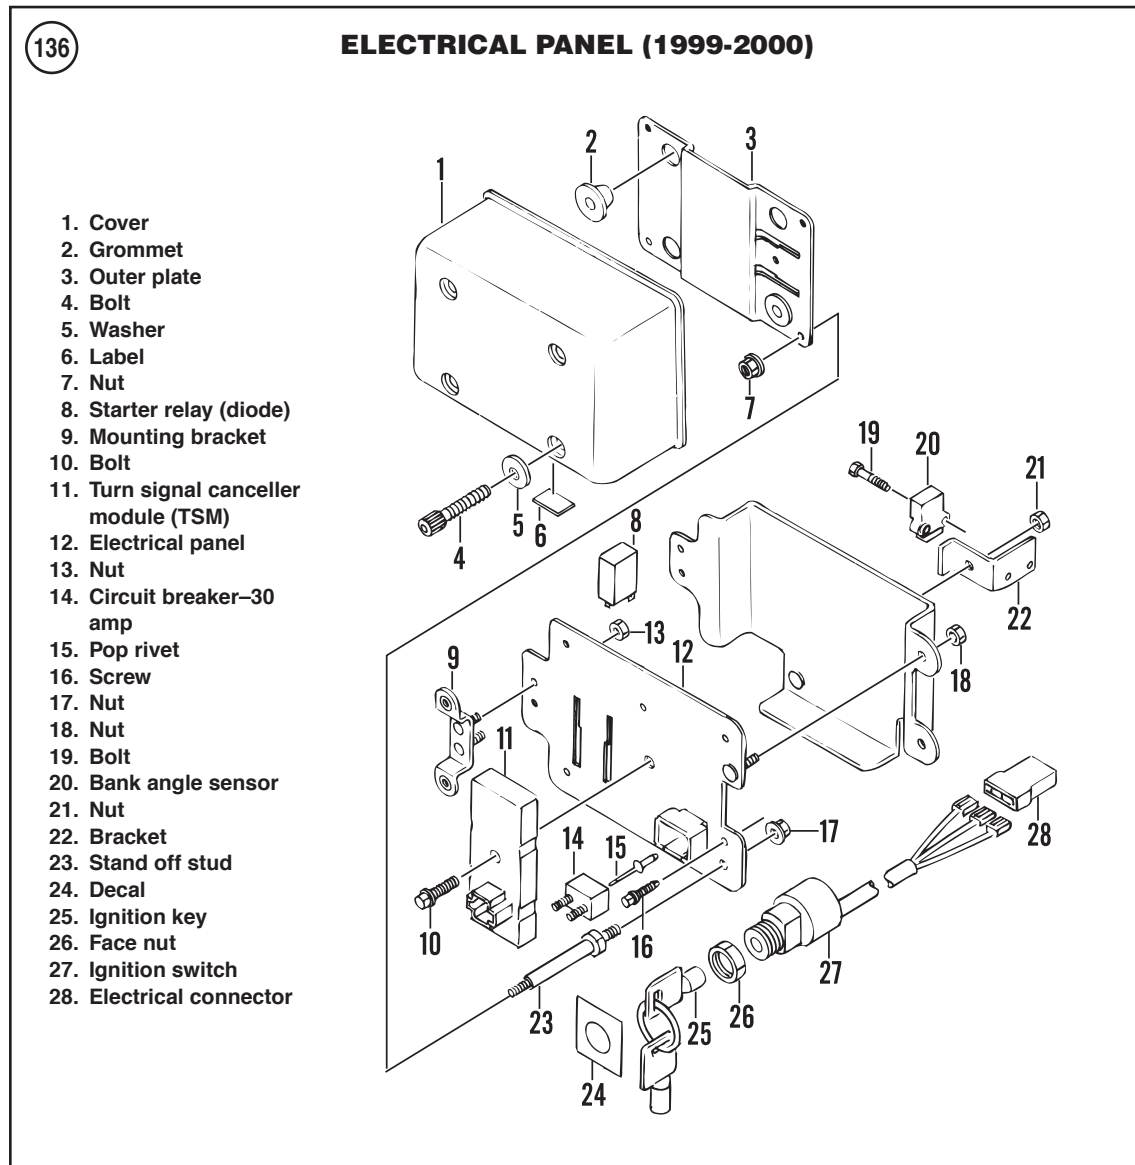 136
ELECTRICAL PANEL (1999-2000)
1. Cover
2. Grommet
3. Outer plate
4. Bolt
5. Washer
6. Label
7. Nut
8. Starter relay (diode)
9. Mounting bracket
10. Bolt
11. Turn signal canceller
module (TSM)
12. Electrical panel
13. Nut
14. Circuit breaker–30
amp
15. Pop rivet
16. Screw
17. Nut
18. Nut
19. Bolt
20. Bank angle sensor
21. Nut
22. Bracket
23. Stand off stud
24. Decal
25. Ignition key
26. Face nut
27. Ignition switch
28. Electrical connector
1
2
3
7
19
20
21
5
6
4
8
22
13
12
18
9
11
28
14
15
17
10
16
27
23
25
26
24